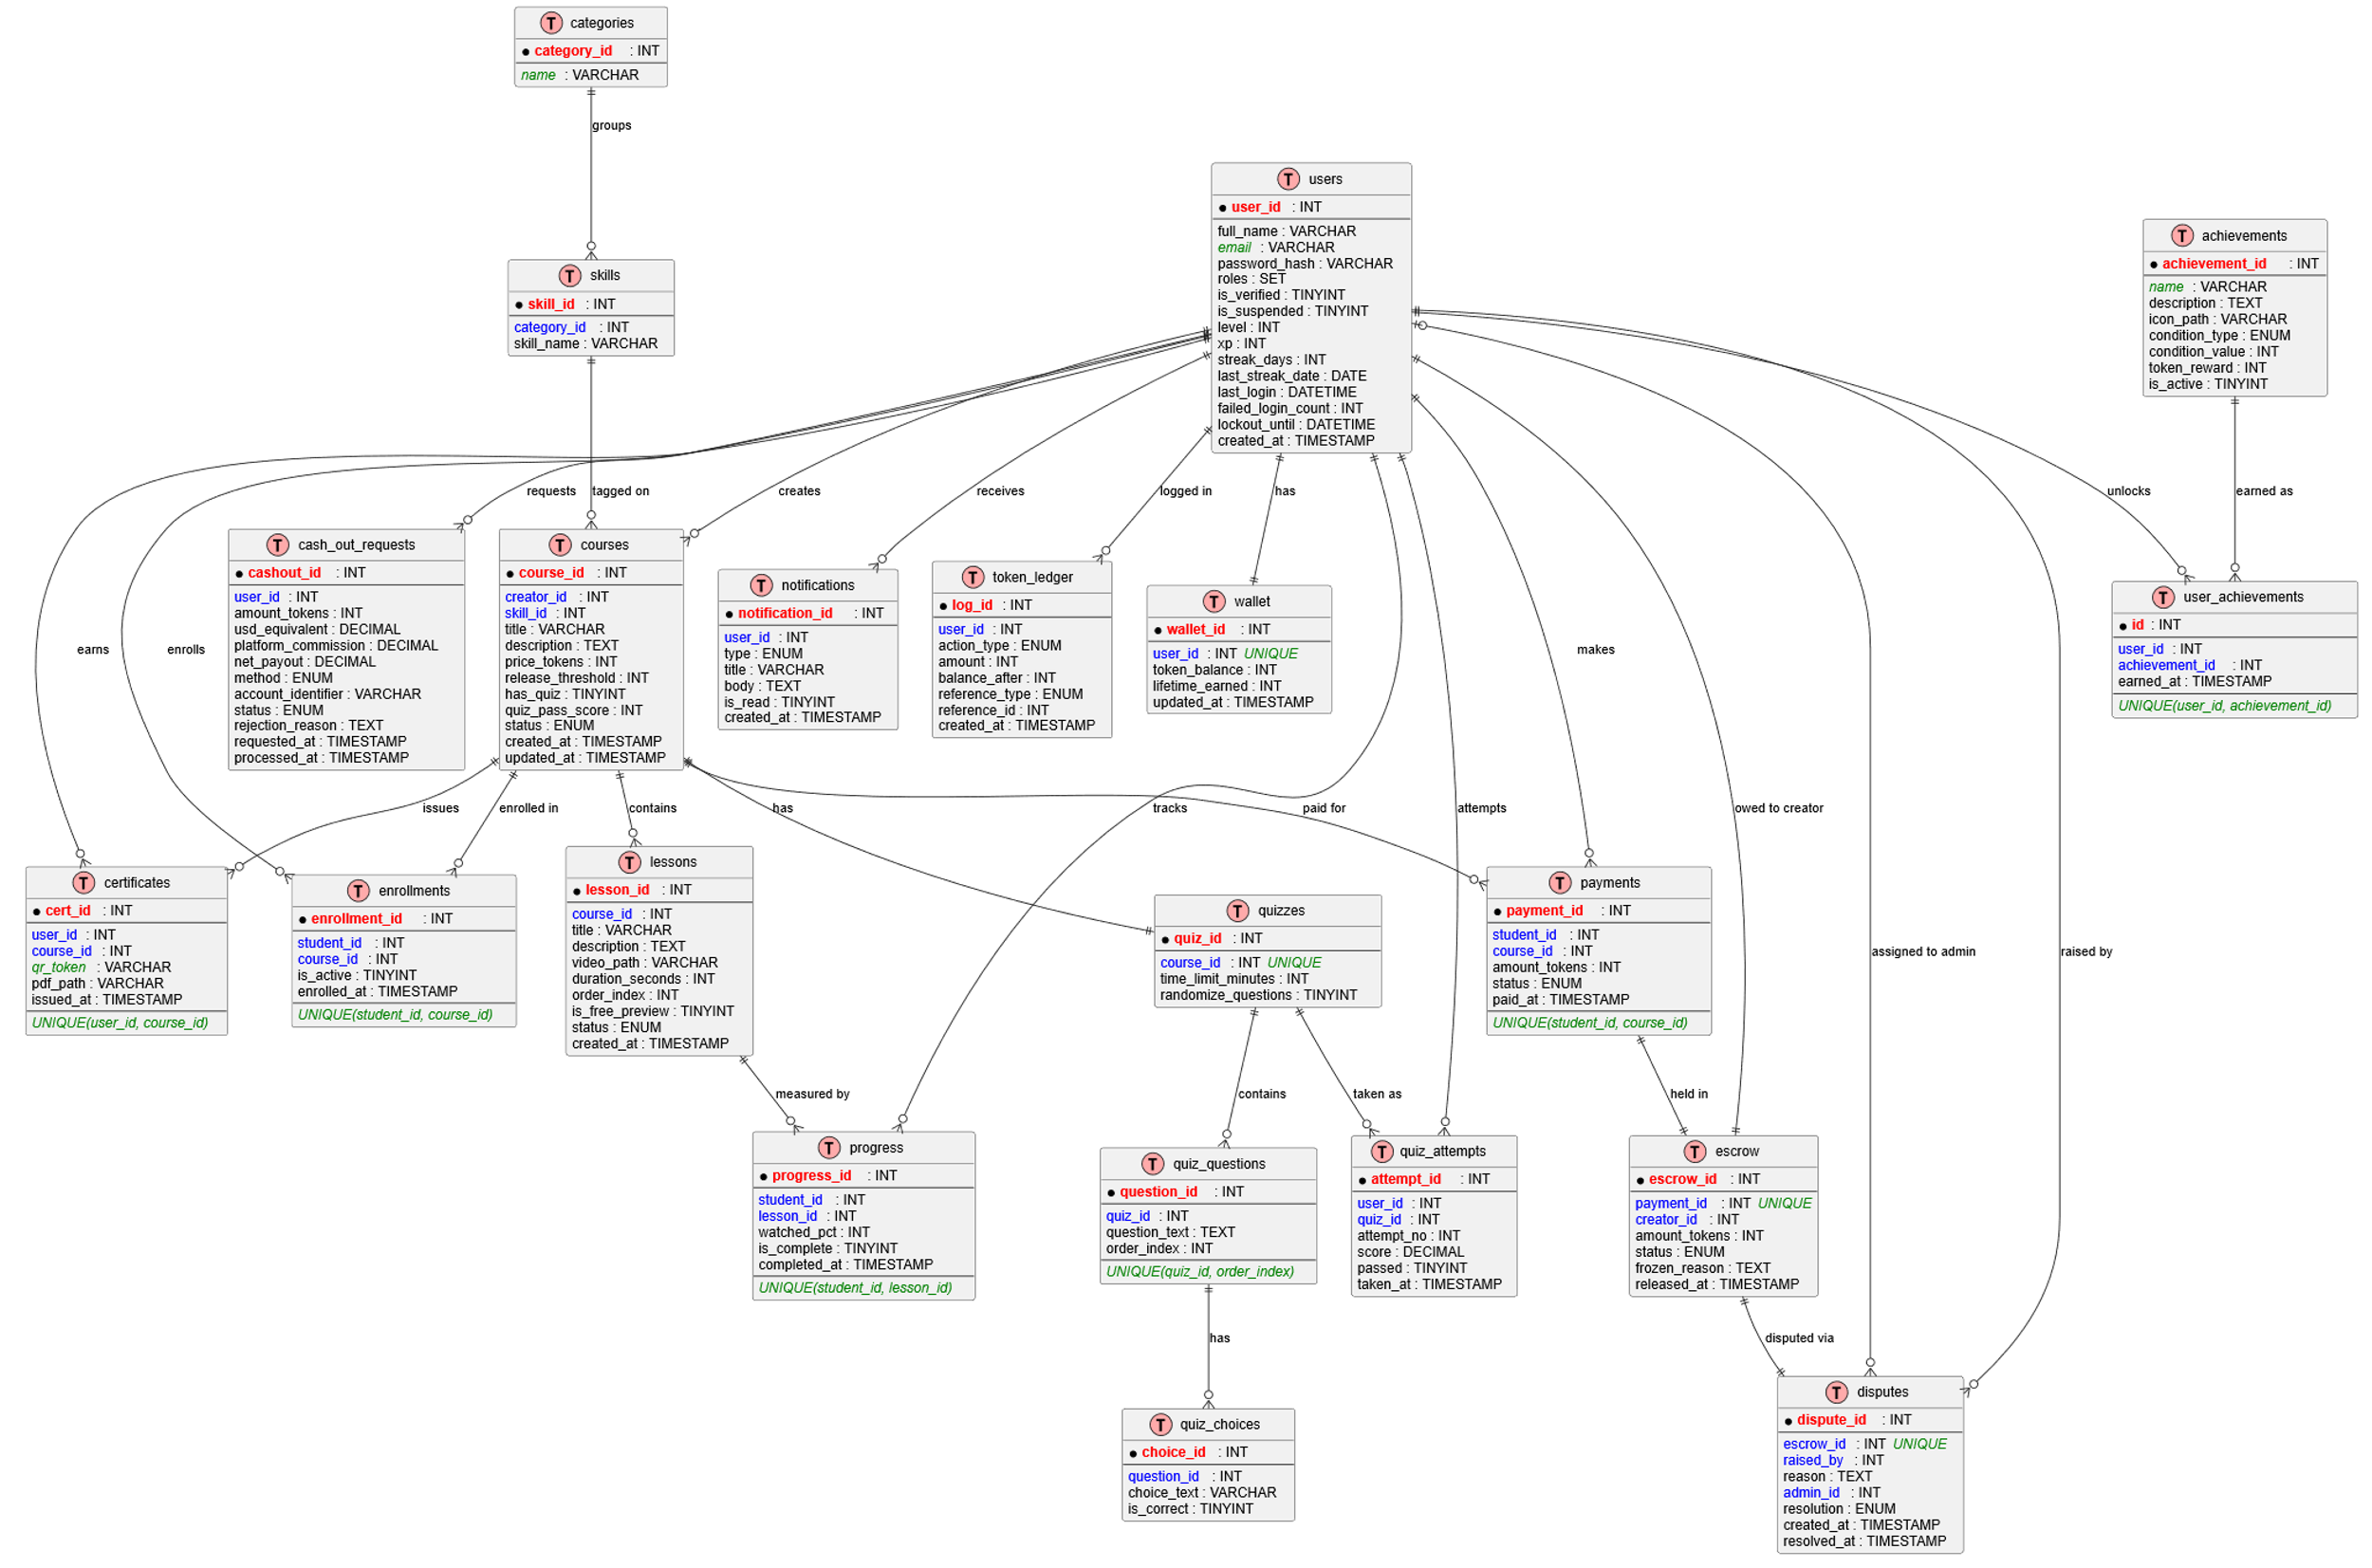 T categories
category_id : INT
name : VARCHAR
groups
T users
user_id : INT
full_name : VARCHAR
email : VARCHAR
password_hash : VARCHAR
roles : SET
is_verified : TINYINT
is_suspended : TINYINT
level : INT
xp : INT
streak_days : INT
last_streak_date : DATE
last_login : DATETIME
failed_login_count : INT
lockout_until : DATETIME
created_at : TIMESTAMP
T achievements
achievement_id : INT
name : VARCHAR
description : TEXT
icon_path : VARCHAR
condition_type : ENUM
condition_value : INT
token_reward : INT
is_active : TINYINT
T skills
skill_id : INT
category_id : INT
skill_name : VARCHAR
requests
tagged on
creates
receives
logged in
has
unlocks
earned as
T cash_out_requests
cashout_id : INT
user_id : INT
amount_tokens : INT
usd_equivalent : DECIMAL
platform_commission : DECIMAL
net_payout : DECIMAL
method : ENUM
account_identifier : VARCHAR
status : ENUM
rejection_reason : TEXT
requested_at : TIMESTAMP
processed_at : TIMESTAMP
T courses
course_id : INT
creator_id : INT
skill_id : INT
title : VARCHAR
description : TEXT
price_tokens : INT
release_threshold : INT
has_quiz : TINYINT
quiz_pass_score : INT
status : ENUM
created_at : TIMESTAMP
updated_at : TIMESTAMP
T notifications
notification_id : INT
user_id : INT
type : ENUM
title : VARCHAR
body : TEXT
is_read : TINYINT
created_at : TIMESTAMP
T token_ledger
log_id : INT
user_id : INT
action_type : ENUM
amount : INT
balance_after : INT
reference_type : ENUM
reference_id : INT
created_at : TIMESTAMP
T wallet
wallet_id : INT
user_id : INT UNIQUE
token_balance : INT
lifetime_earned : INT
updated_at : TIMESTAMP
T user_achievements
id : INT
user_id : INT
achievement_id : INT
earned_at : TIMESTAMP
UNIQUE(user_id, achievement_id)
earns
enrolls
makes
issues
enrolled in
contains
has
tracks
paid for
attempts
owed to creator
assigned to admin
raised by
T certificates
cert_id : INT
user_id : INT
course_id : INT
qr_token : VARCHAR
pdf_path : VARCHAR
issued_at : TIMESTAMP
UNIQUE(user_id, course_id)
T enrollments
enrollment_id : INT
student_id : INT
course_id : INT
is_active : TINYINT
enrolled_at : TIMESTAMP
UNIQUE(student_id, course_id)
T lessons
lesson_id : INT
course_id : INT
title : VARCHAR
description : TEXT
video_path : VARCHAR
duration_seconds : INT
order_index : INT
is_free_preview : TINYINT
status : ENUM
created_at : TIMESTAMP
T quizzes
quiz_id : INT
course_id : INT UNIQUE
time_limit_minutes : INT
randomize_questions : TINYINT
T payments
payment_id : INT
student_id : INT
course_id : INT
amount_tokens : INT
status : ENUM
paid_at : TIMESTAMP
UNIQUE(student_id, course_id)
measured by
contains
taken as
held in
T progress
progress_id : INT
student_id : INT
lesson_id : INT
watched_pct : INT
is_complete : TINYINT
completed_at : TIMESTAMP
UNIQUE(student_id, lesson_id)
T quiz_questions
question_id : INT
quiz_id : INT
question_text : TEXT
order_index : INT
UNIQUE(quiz_id, order_index)
T quiz_attempts
attempt_id : INT
user_id : INT
quiz_id : INT
attempt_no : INT
score : DECIMAL
passed : TINYINT
taken_at : TIMESTAMP
T escrow
escrow_id : INT
payment_id : INT UNIQUE
creator_id : INT
amount_tokens : INT
status : ENUM
frozen_reason : TEXT
released_at : TIMESTAMP
has
disputed via
T quiz_choices
choice_id : INT
question_id : INT
choice_text : VARCHAR
is_correct : TINYINT
T disputes
dispute_id : INT
escrow_id : INT UNIQUE
raised_by : INT
reason : TEXT
admin_id : INT
resolution : ENUM
created_at : TIMESTAMP
resolved_at : TIMESTAMP